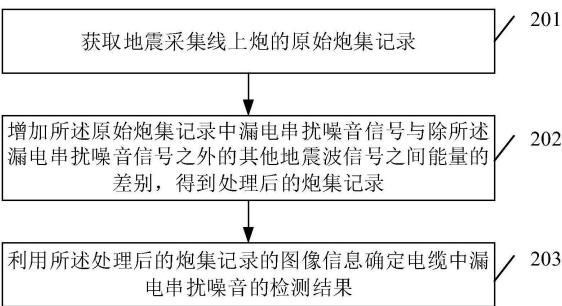 201
获取地震采集线上炮的原始炮集记录
202
增加所述原始炮集记录中漏电串扰噪音信号与除所述
漏电串扰噪音信号之外的其他地震波信号之间能量的
差别，得到处理后的炮集记录
203
利用所述处理后的炮集记录的图像信息确定电缆中漏
电串扰噪音的检测结果